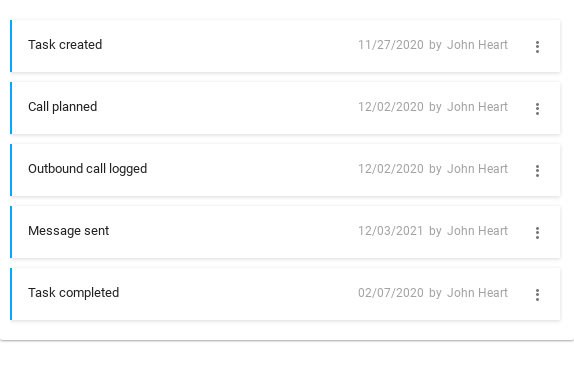 Task created 11/27/2020 by John Heart
Call planned 12/02/2020 by John Heart
Outbound call logged 12/02/2020 by John Heart
Message sent 12/03/2021 by John Heart
Task completed 02/07/2020 by John Heart